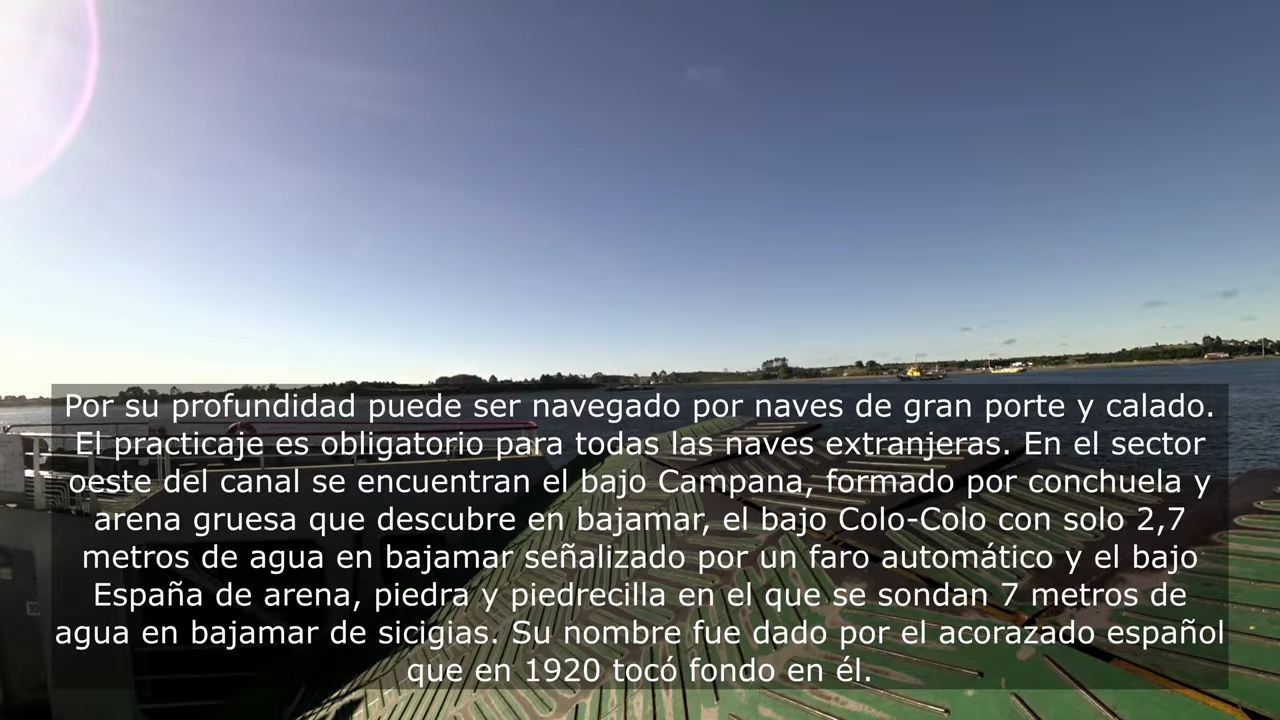 Por su profundidad puede ser navegado por naves de gran porte y calado.
El practicaje es obligatorio para todas las naves extranjeras. En el sector
oeste del canal se encuentran el bajo Campana, formado por conchuela y
arena gruesa que descubre en bajamar, el bajo Colo-Colo con solo 2,7
metros de agua en bajamar señalizado por un faro automático y el bajo
España de arena, piedra y piedrecilla en el que se sondan 7 metros de
agua en bajamar de sicigias. Su nombre fue dado por el acorazado español
que en 1920 tocó fondo en él.